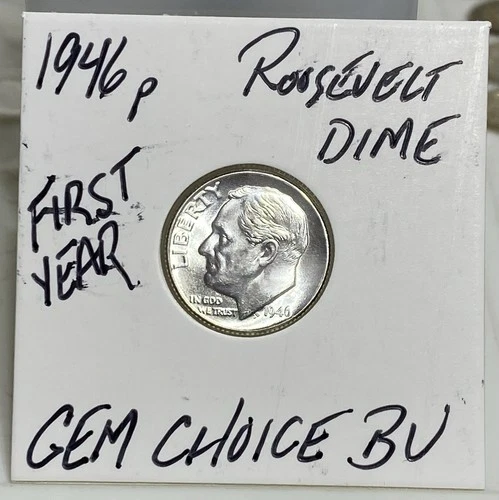 1946 P
ROOSEVELT
DIME
FIRST
YEAR
LIBERTY
IN GOD
WE TRUST
1946
GEM CHOICE BU